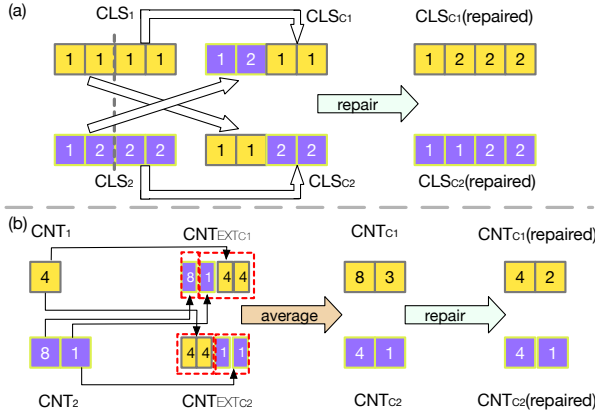 (a)
CLS1
CLSC1
CLSC1(repaired)
1 1 1 1
1 2 1 1
1 2 2 2
repair
1 2 2 2
1 1 2 2
1 1 2 2
CLS2
CLSC2
CLSC2(repaired)
(b)
CNT1
CNTEXTC1
CNTC1
CNTC1(repaired)
4
8 1 4 4
8 3
4 2
average
repair
8 1
4 4 1 1
4 1
4 1
CNT2
CNTEXTC2
CNTC2
CNTC2(repaired)